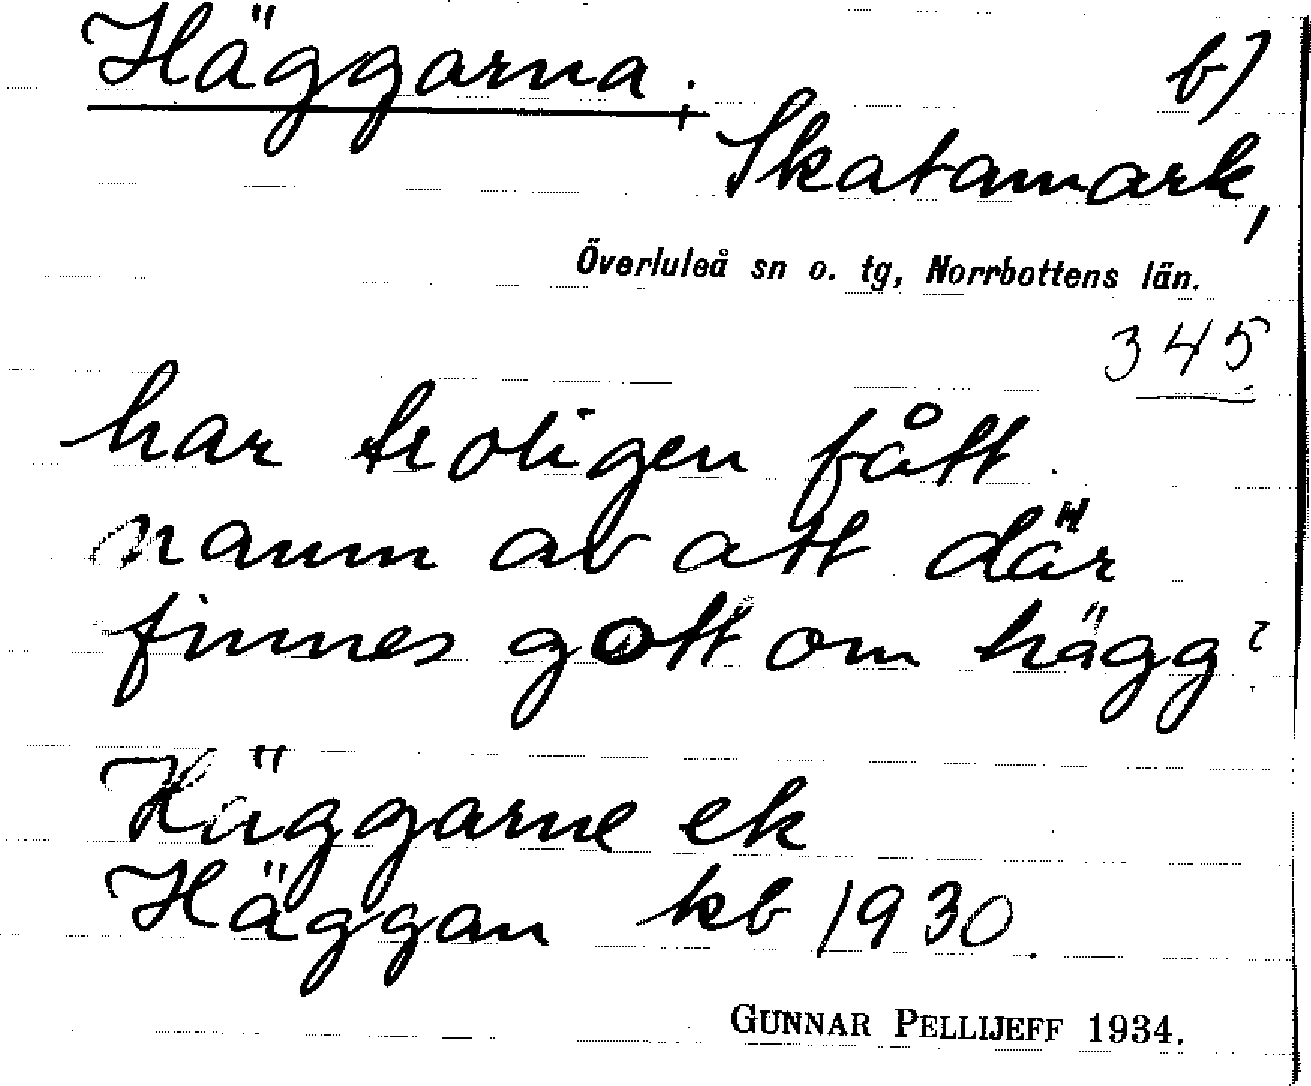 Häggarna; b)
Skatamark,
Överluleå sn o. tg, Norrbottens län.
345
har troligen fått
namn av att där
finnes gott om hägg?
Häggarne ek
Häggan kb 1930.
GUNNAR PELLIJEFF 1934.